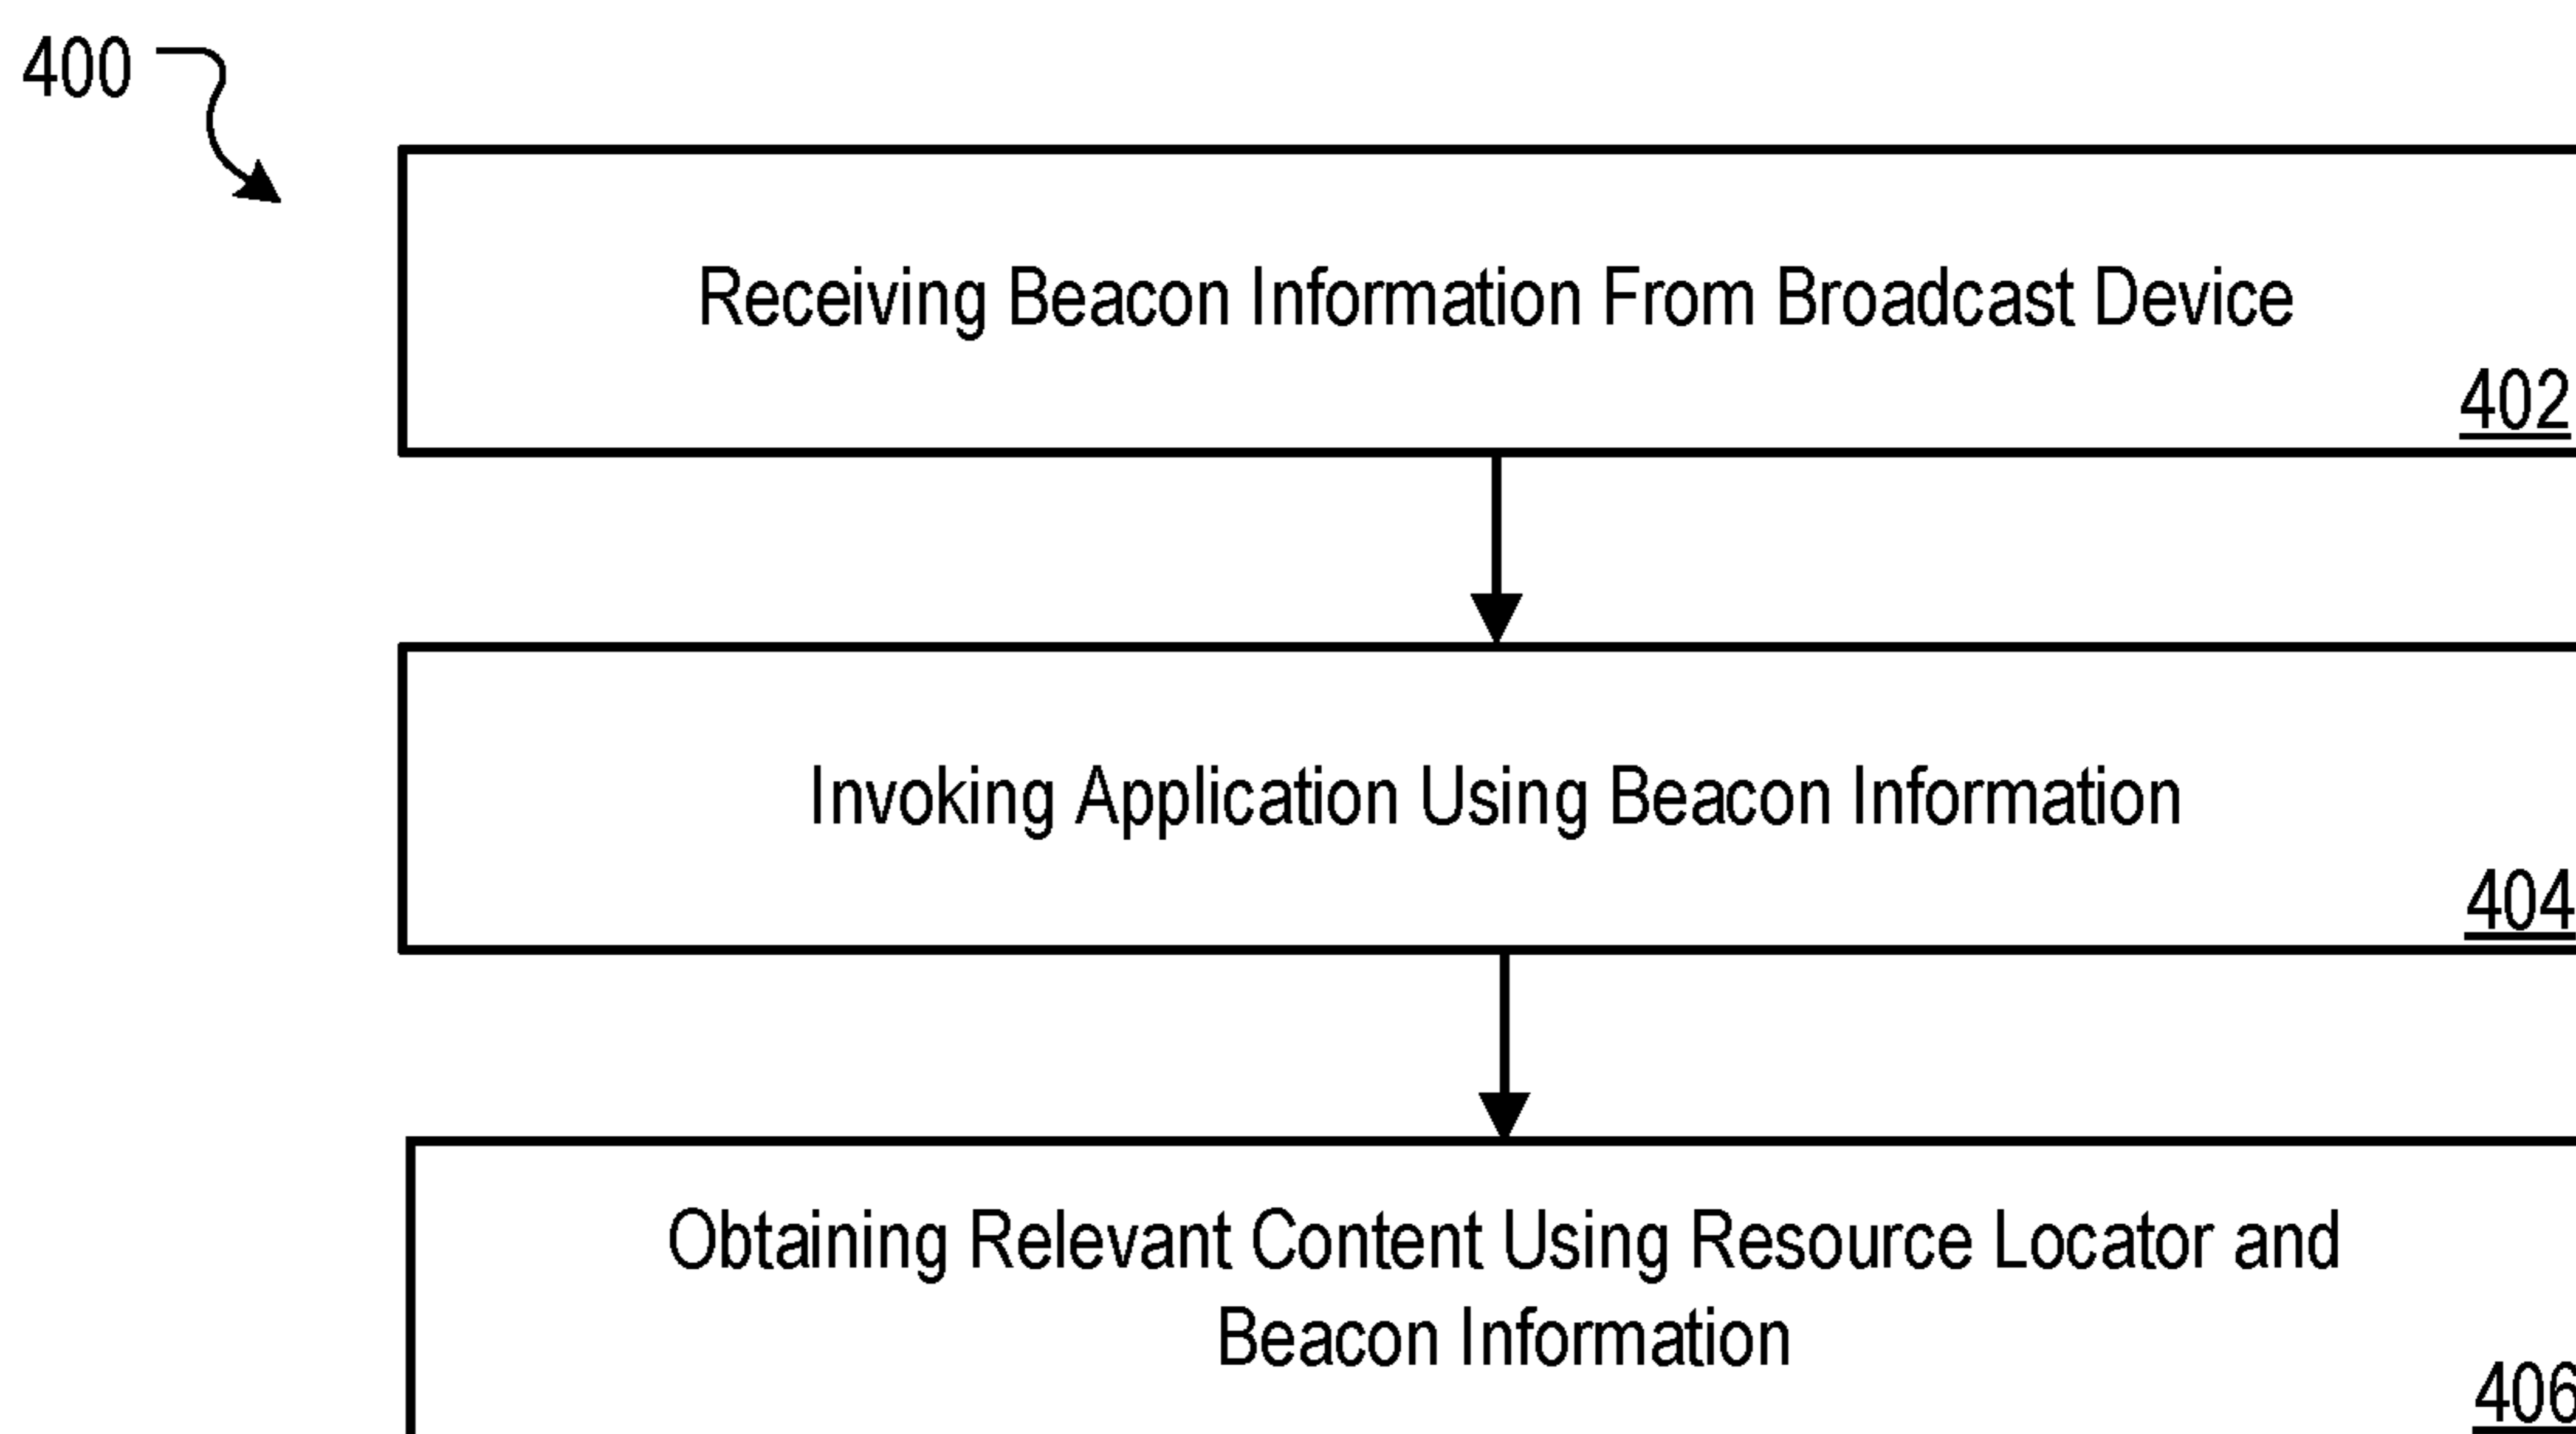 400
Receiving Beacon Information From Broadcast Device
402
Invoking Application Using Beacon Information
404
Obtaining Relevant Content Using Resource Locator and
Beacon Information
406